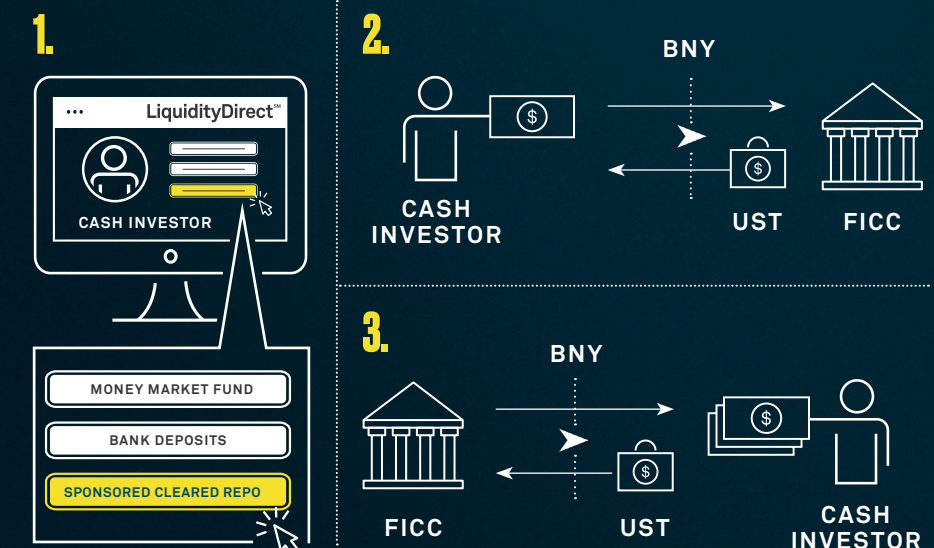 1.
LiquidityDirect℠
CASH INVESTOR
MONEY MARKET FUND
BANK DEPOSITS
SPONSORED CLEARED REPO
2.
BNY
$
$
CASH
INVESTOR
UST
FICC
3.
BNY
$
$
FICC
UST
CASH
INVESTOR